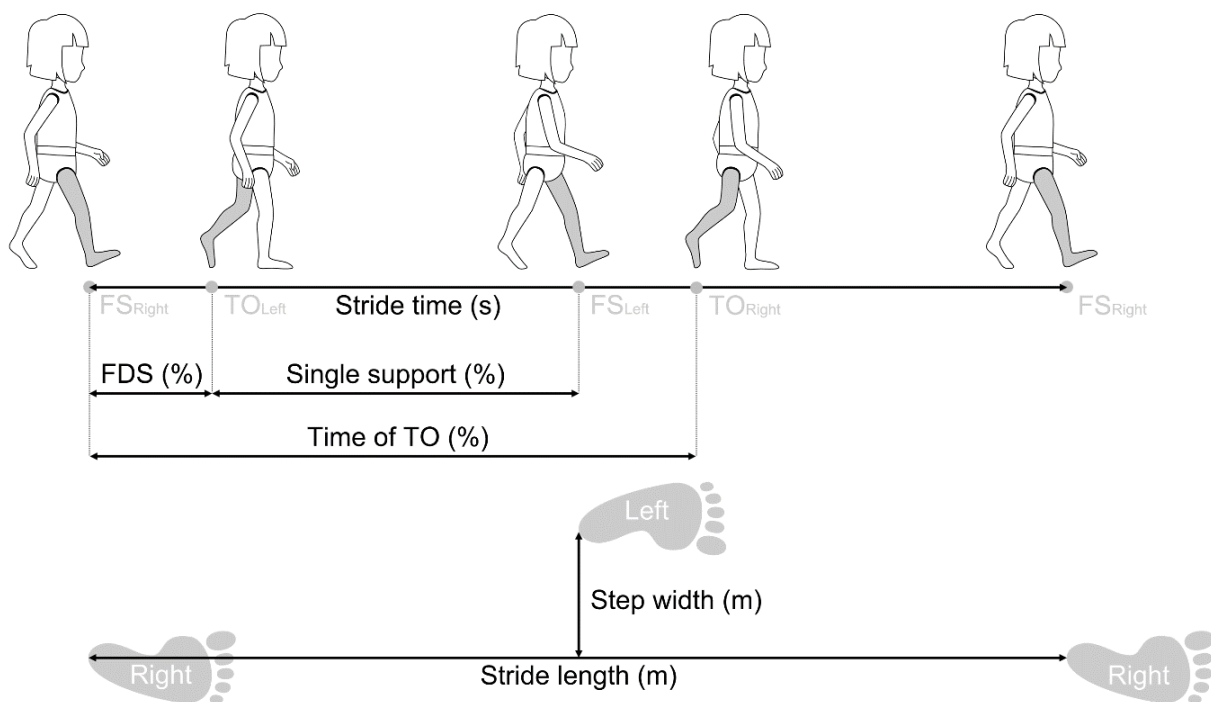 FSRight
TOLeft
Stride time (s)
FSLeft
TORight
FSRight
FDS (%)
Single support (%)
Time of TO (%)
Left
Step width (m)
Right
Stride length (m)
Right